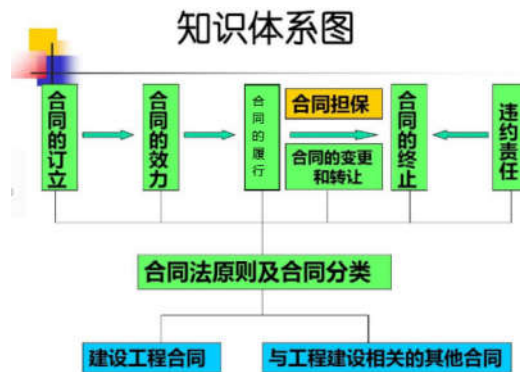 知识体系图
合同的订立
合同的效力
合同的履行
合同担保
合同的变更
和转让
合同的终止
违约责任
合同法原则及合同分类
建设工程合同
与工程建设相关的其他合同